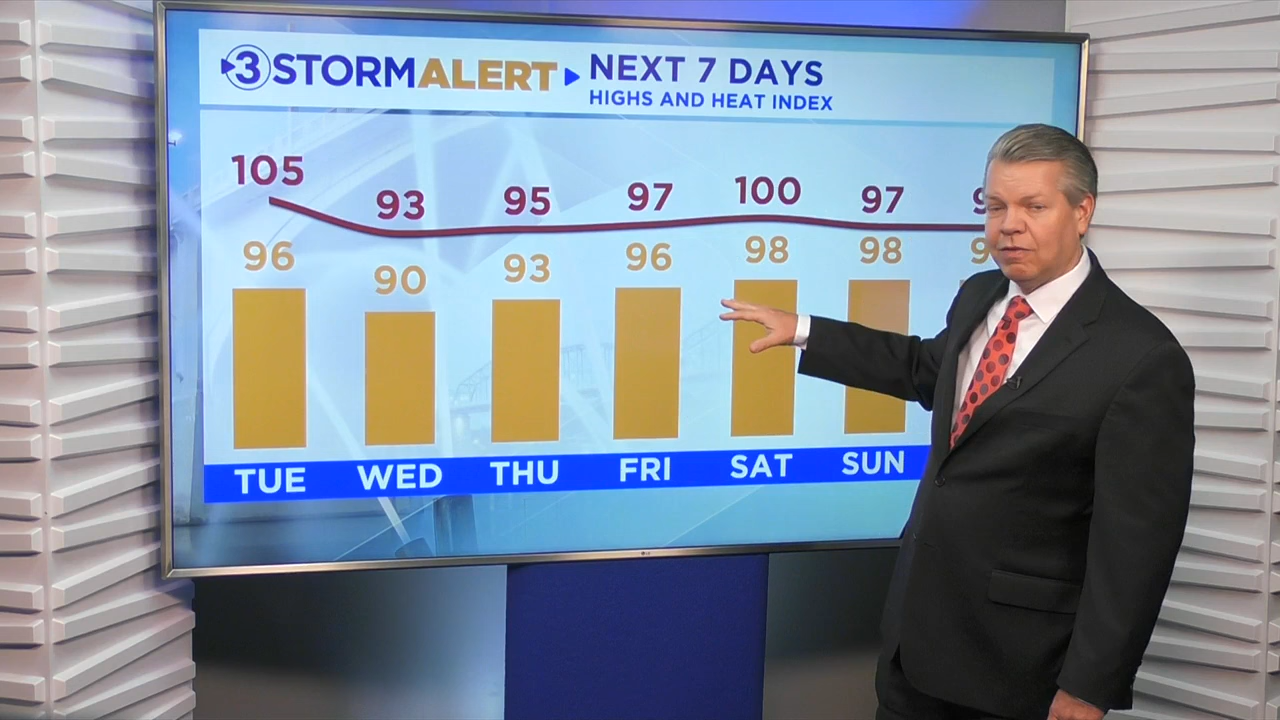 3 STORMALERT NEXT 7 DAYS
HIGHS AND HEAT INDEX
105 93 95 97 100 97
96 90 93 96 98 98
TUE WED THU FRI SAT SUN
LG